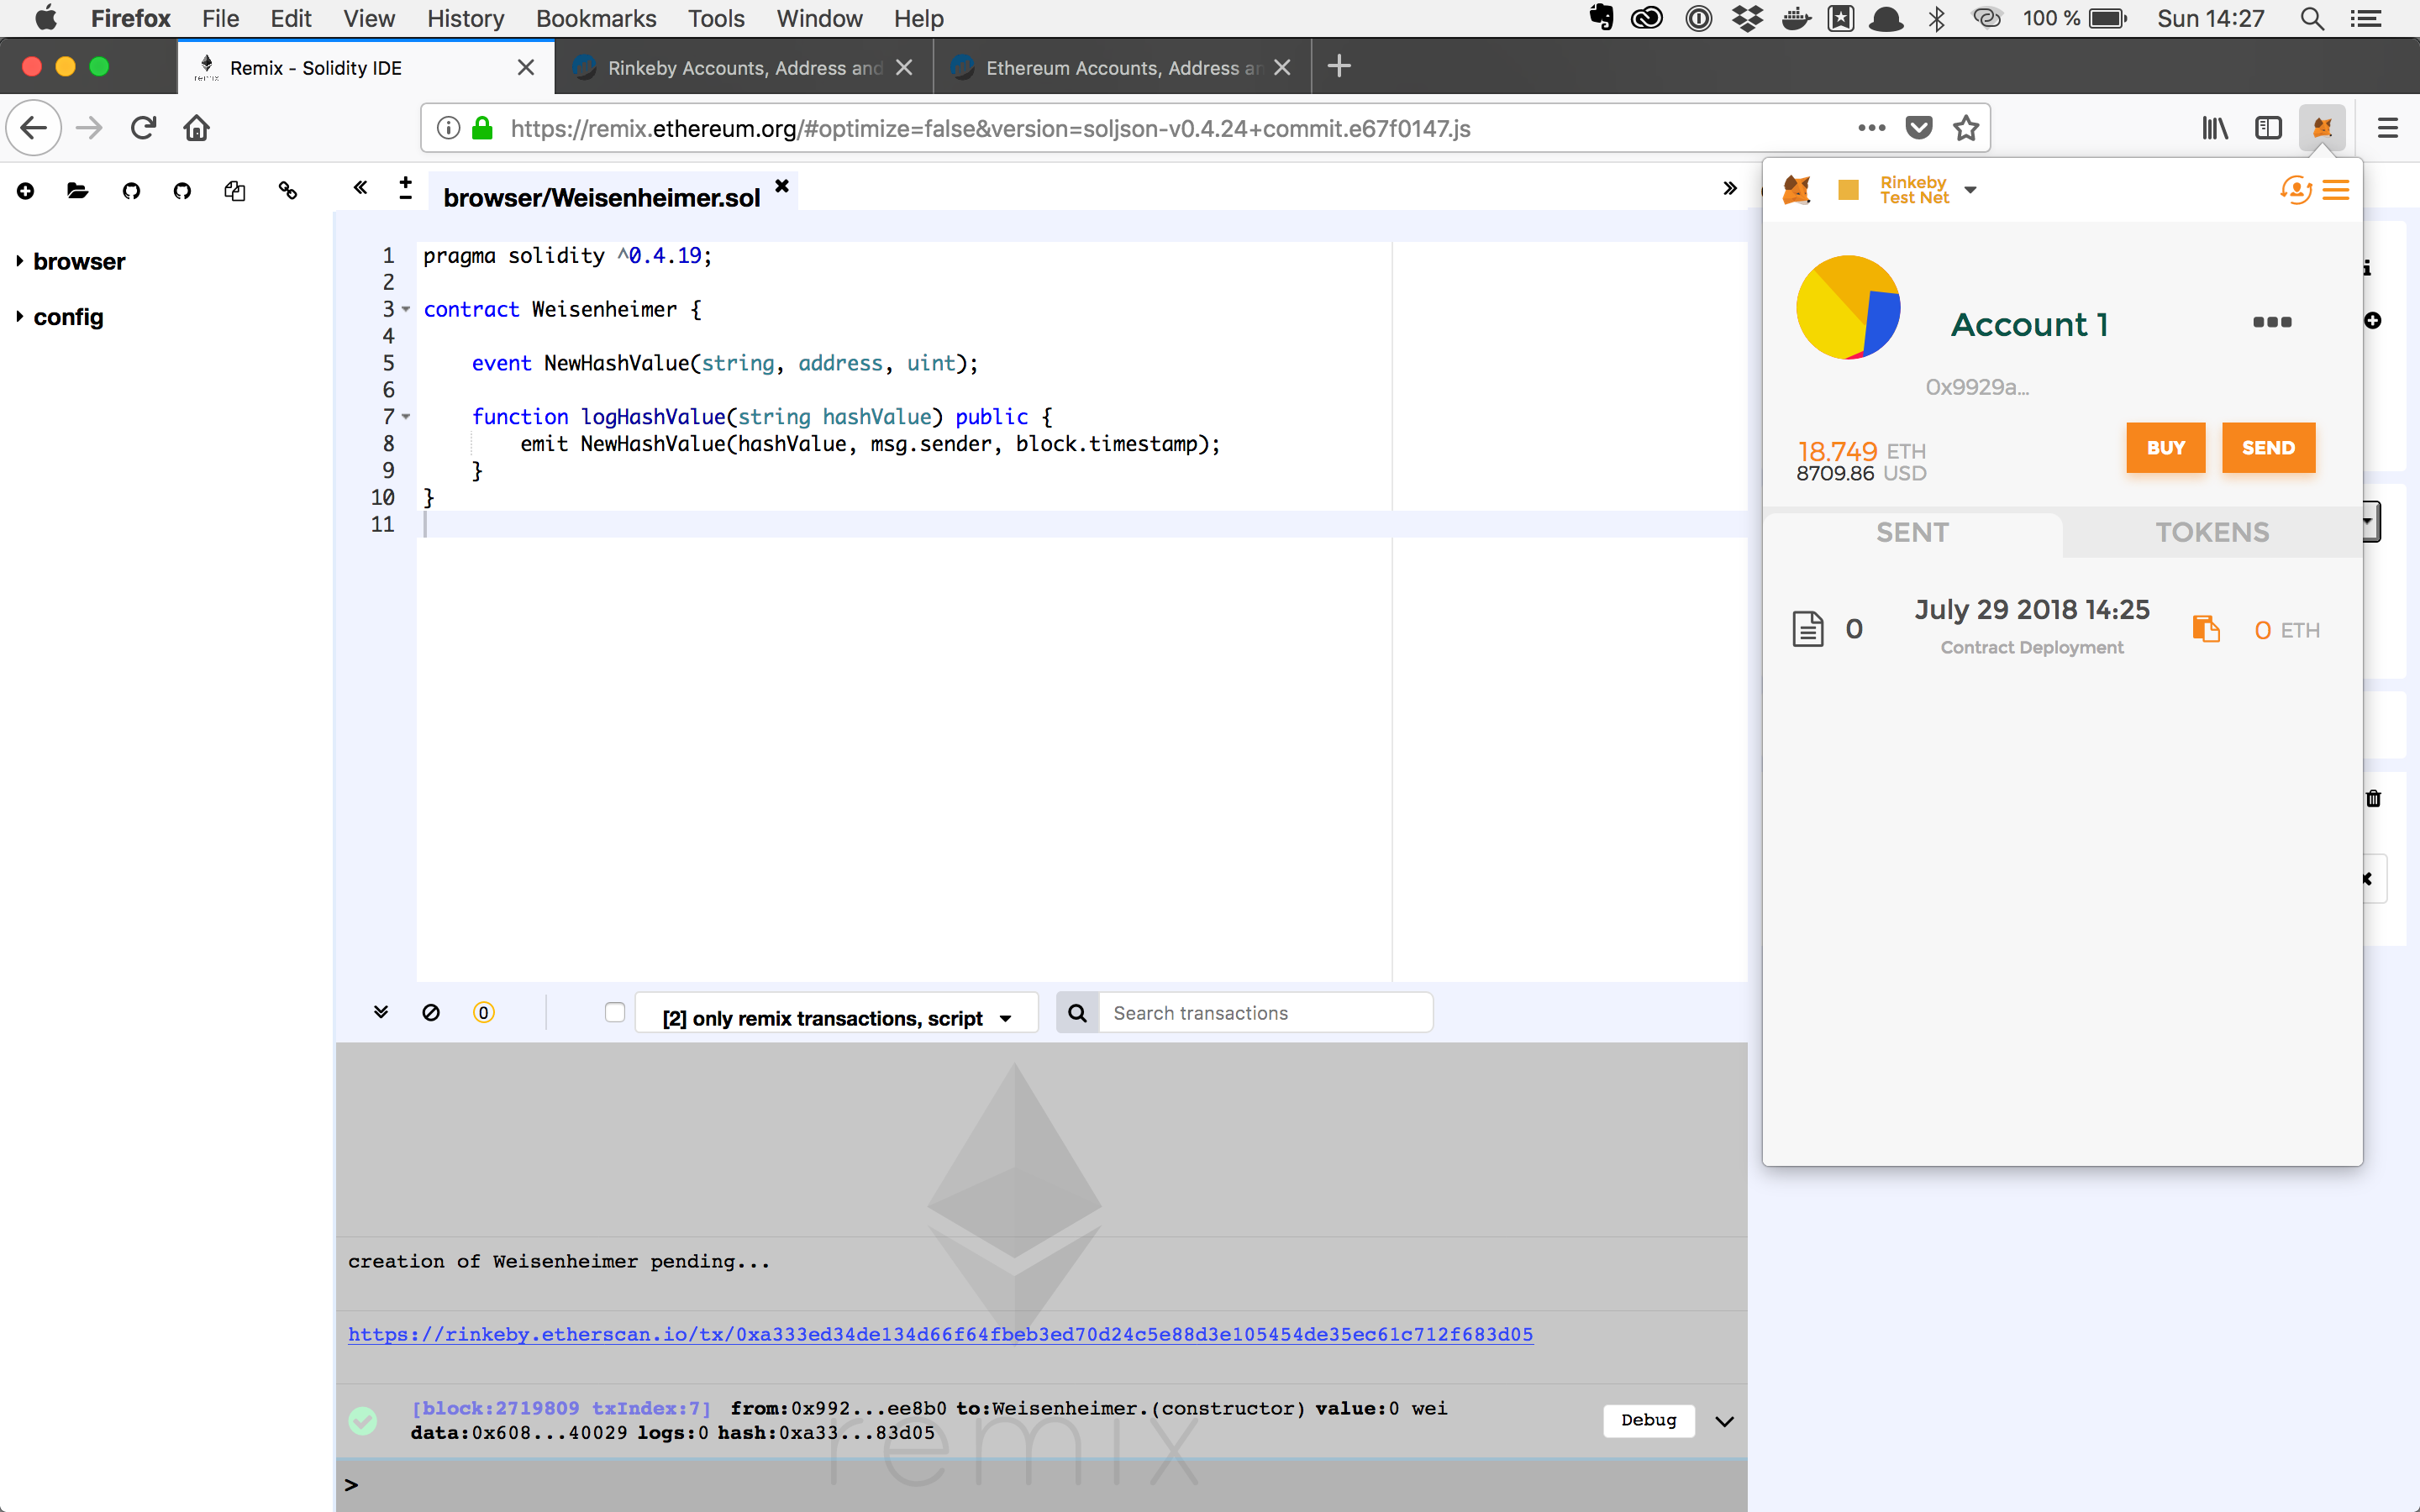 Firefox File Edit View History Bookmarks Tools Window Help 100 % Sun 14:27
remix Remix - Solidity IDE Rinkeby Accounts, Address and Ethereum Accounts, Address an
https://remix.ethereum.org/#optimize=false&version=soljson-v0.4.24+commit.e67f0147.js
browser/Weisenheimer.sol
browser
config
1 pragma solidity ^0.4.19;
2
3 contract Weisenheimer {
4
5 event NewHashValue(string, address, uint);
6
7 function logHashValue(string hashValue) public {
8 emit NewHashValue(hashValue, msg.sender, block.timestamp);
9 }
10 }
11
0 [2] only remix transactions, script Search transactions
creation of Weisenheimer pending...
https://rinkeby.etherscan.io/tx/0xa333ed34de134d66f64fbeb3ed70d24c5e88d3e105454de35ec61c712f683d05
[block:2719809 txIndex:7] from:0x992...ee8b0 to:Weisenheimer.(constructor) value:0 wei
data:0x608...40029 logs:0 hash:0xa33...83d05
Debug
remix
>
Rinkeby
Test Net
Account 1
0x9929a...
18.749 ETH
8709.86 USD
BUY SEND
SENT TOKENS
0 July 29 2018 14:25 0 ETH
Contract Deployment